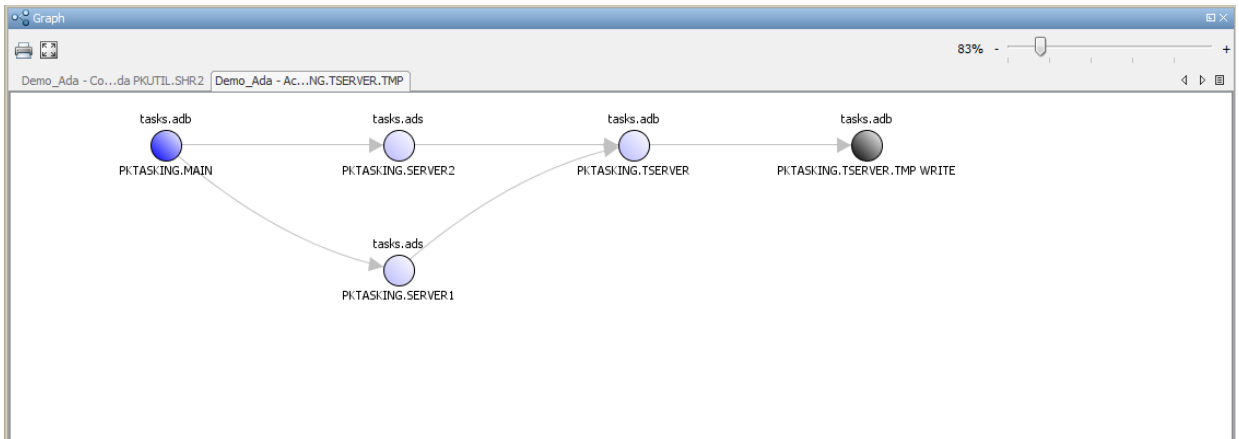 Graph
83% - +
Demo_Ada - Co...da PKUTIL.SHR2 Demo_Ada - Ac...NG.TSERVER.TMP
tasks.adb tasks.ads tasks.adb tasks.adb
PKTASKING.MAIN PKTASKING.SERVER2 PKTASKING.TSERVER PKTASKING.TSERVER.TMP WRITE
tasks.ads
PKTASKING.SERVER1